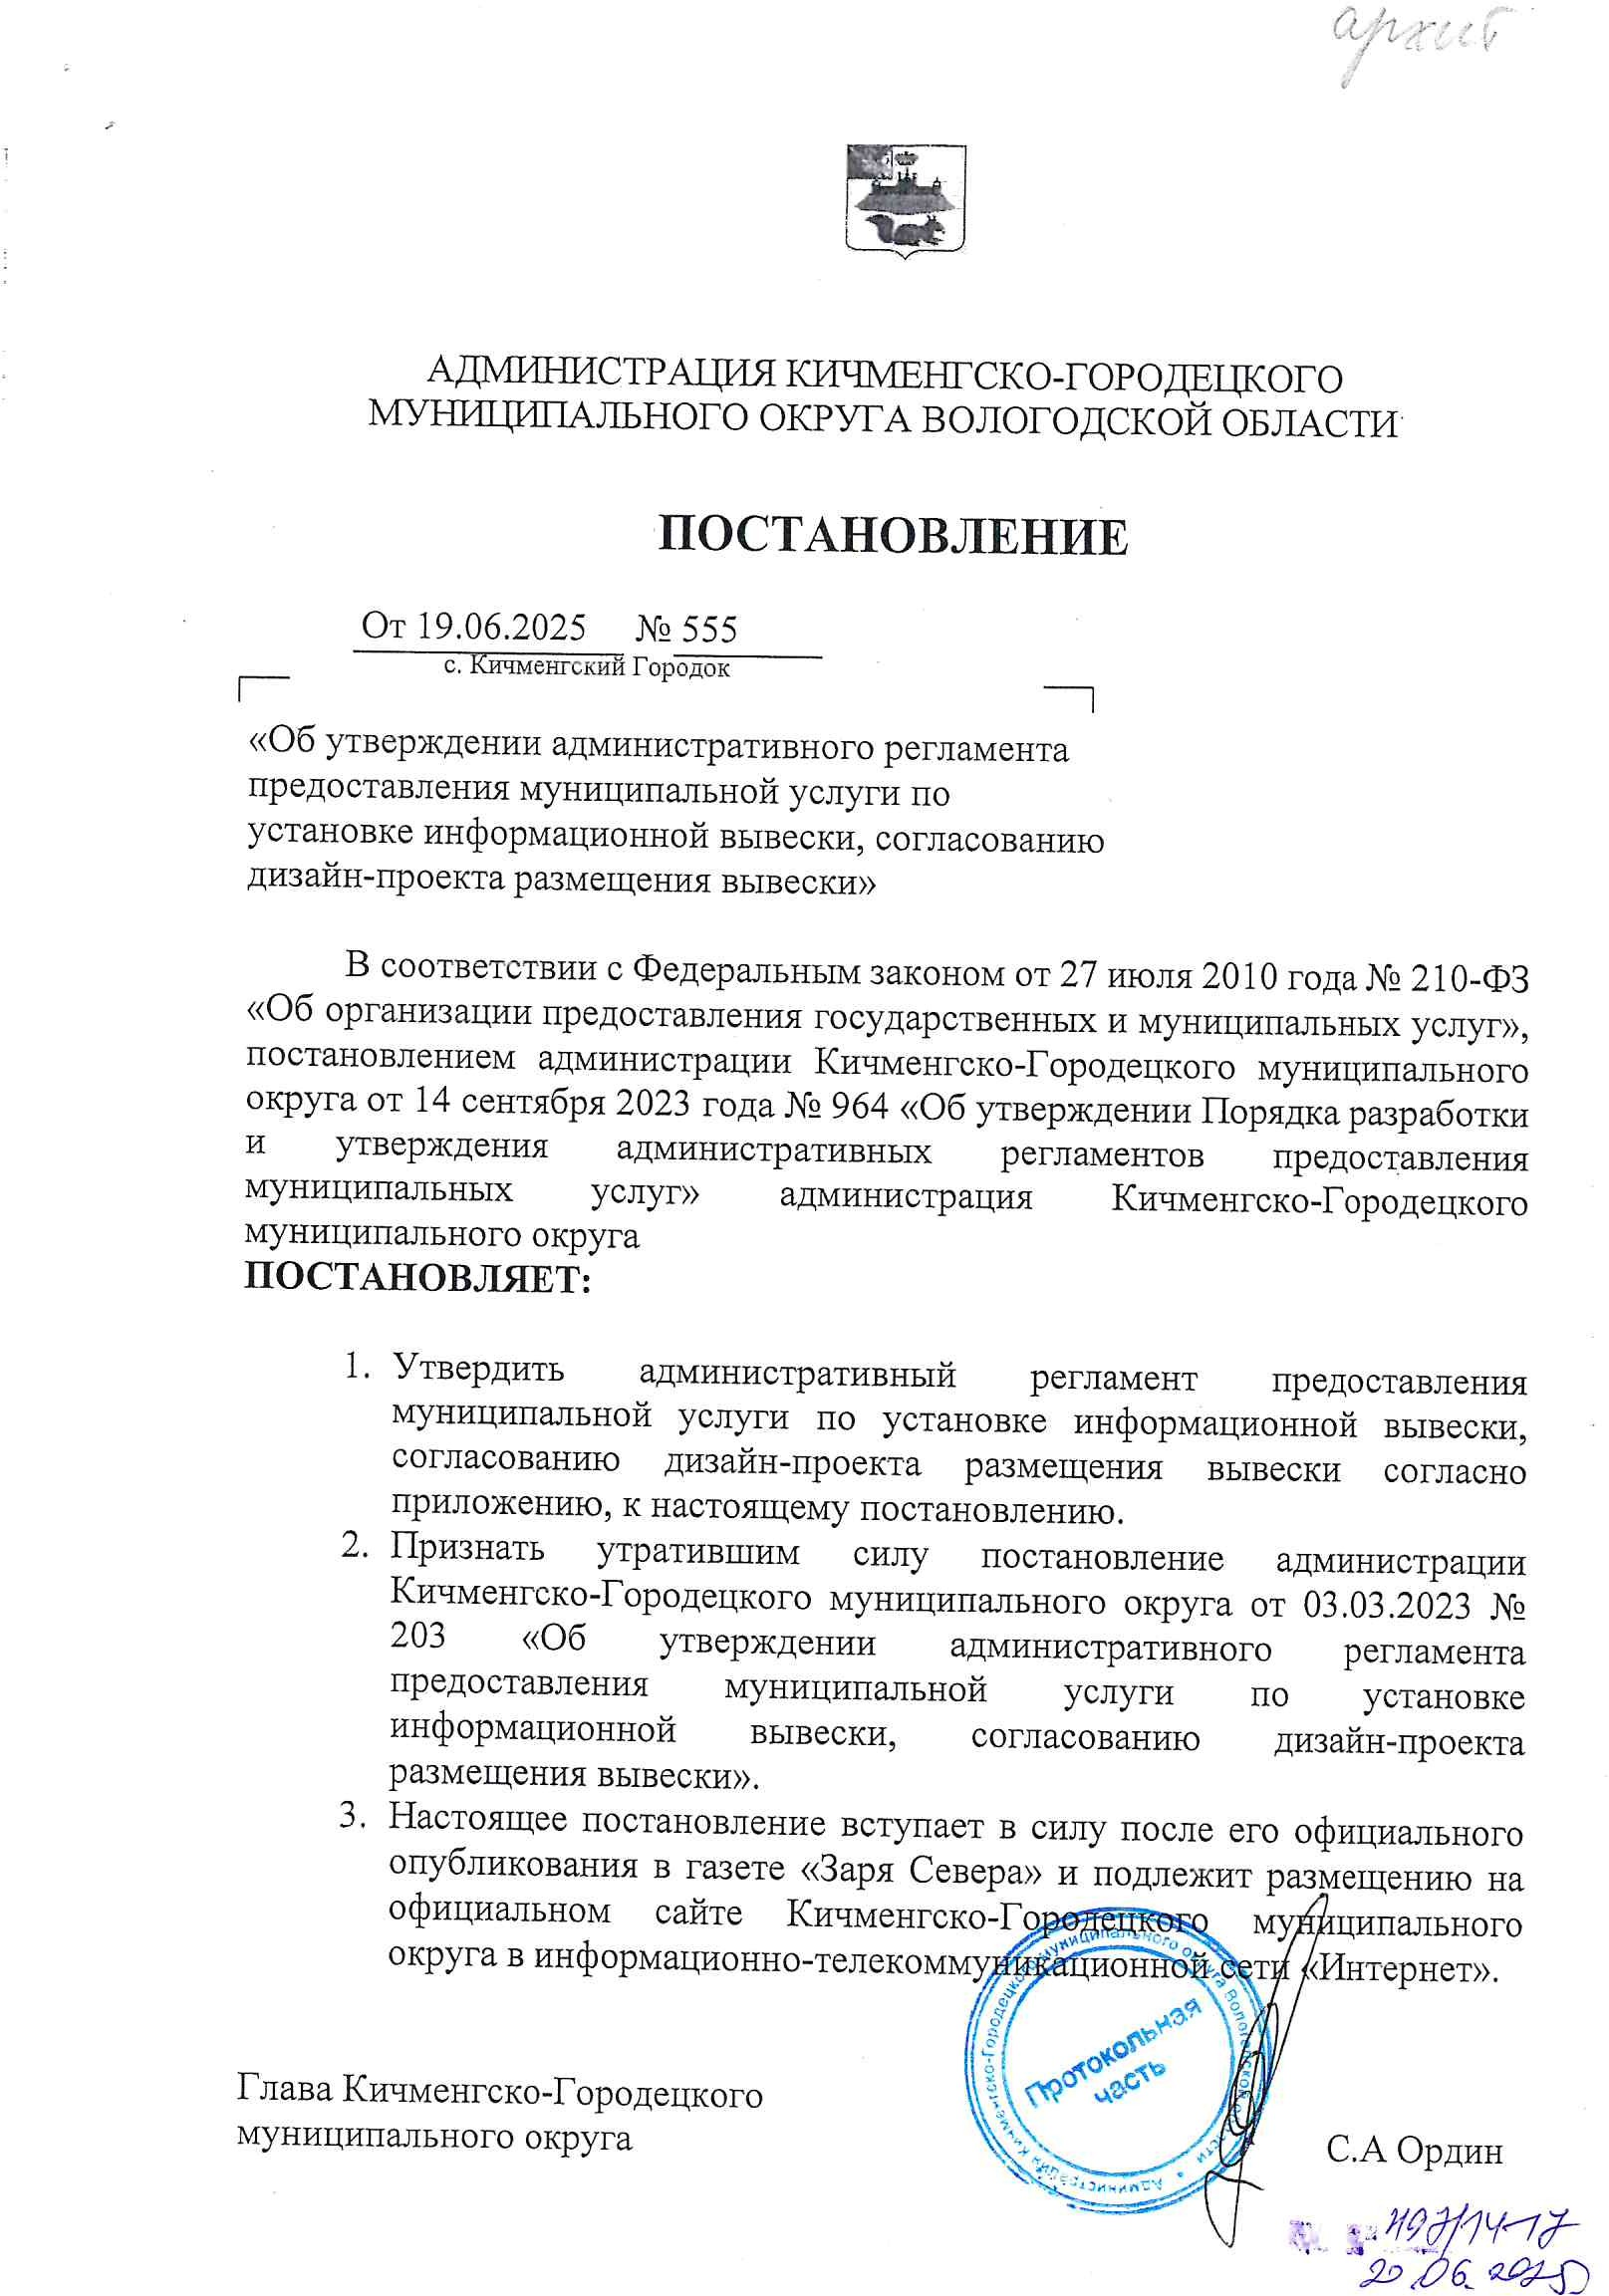 архив
АДМИНИСТРАЦИЯ КИЧМЕНГСКО-ГОРОДЕЦКОГО
МУНИЦИПАЛЬНОГО ОКРУГА ВОЛОГОДСКОЙ ОБЛАСТИ
ПОСТАНОВЛЕНИЕ
От 19.06.2025 № 555
с. Кичменгский Городок
«Об утверждении административного регламента
предоставления муниципальной услуги по
установке информационной вывески, согласованию
дизайн-проекта размещения вывески»
В соответствии с Федеральным законом от 27 июля 2010 года № 210-ФЗ
«Об организации предоставления государственных и муниципальных услуг»,
постановлением администрации Кичменгско-Городецкого муниципального
округа от 14 сентября 2023 года № 964 «Об утверждении Порядка разработки
и утверждения административных регламентов предоставления
муниципальных услуг» администрация Кичменгско-Городецкого
муниципального округа
ПОСТАНОВЛЯЕТ:
1. Утвердить административный регламент предоставления
муниципальной услуги по установке информационной вывески,
согласованию дизайн-проекта размещения вывески согласно
приложению, к настоящему постановлению.
2. Признать утратившим силу постановление администрации
Кичменгско-Городецкого муниципального округа от 03.03.2023 №
203 «Об утверждении административного регламента
предоставления муниципальной услуги по установке
информационной вывески, согласованию дизайн-проекта
размещения вывески».
3. Настоящее постановление вступает в силу после его официального
опубликования в газете «Заря Севера» и подлежит размещению на
официальном сайте Кичменгско-Городецкого муниципального
округа в информационно-телекоммуникационной сети «Интернет».
Администрация Кичменгско-Городецкого муниципального округа Вологодской области
Протокольная
часть
Глава Кичменгско-Городецкого
муниципального округа
С.А Ордин
20.06.2025